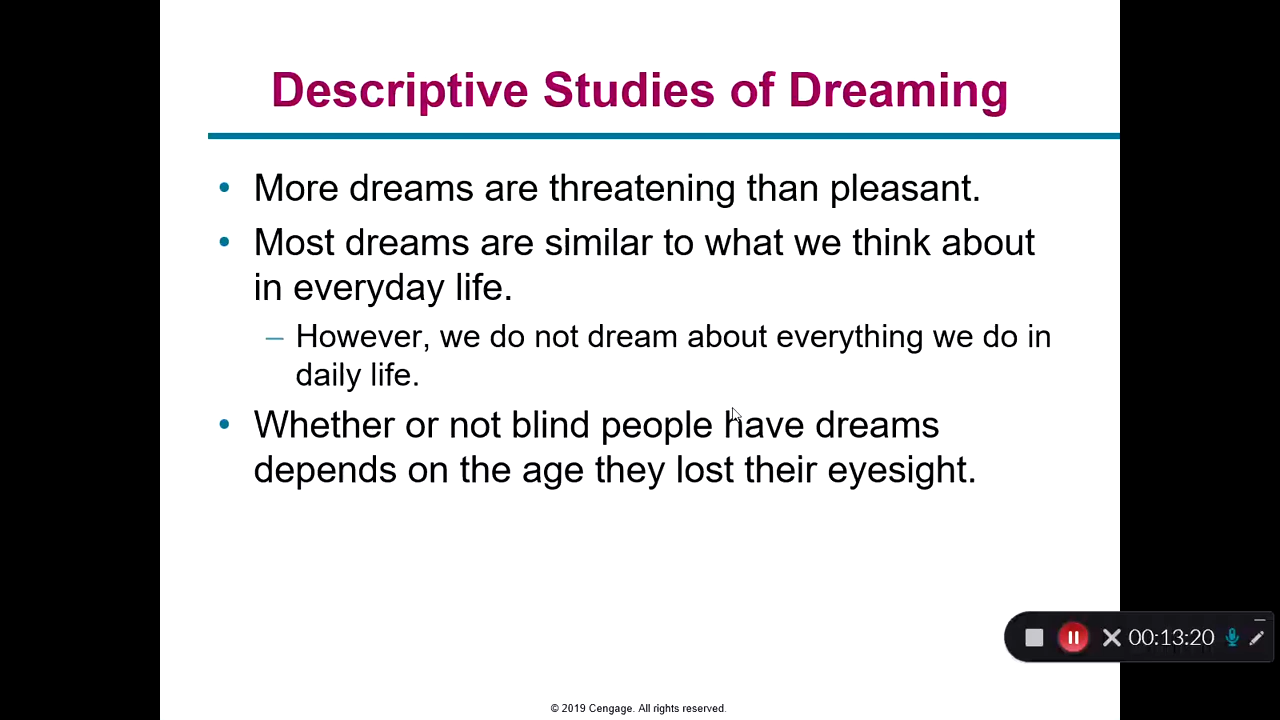 Descriptive Studies of Dreaming
• More dreams are threatening than pleasant.
• Most dreams are similar to what we think about
in everyday life.
– However, we do not dream about everything we do in
daily life.
• Whether or not blind people have dreams
depends on the age they lost their eyesight.
00:13:20
© 2019 Cengage. All rights reserved.